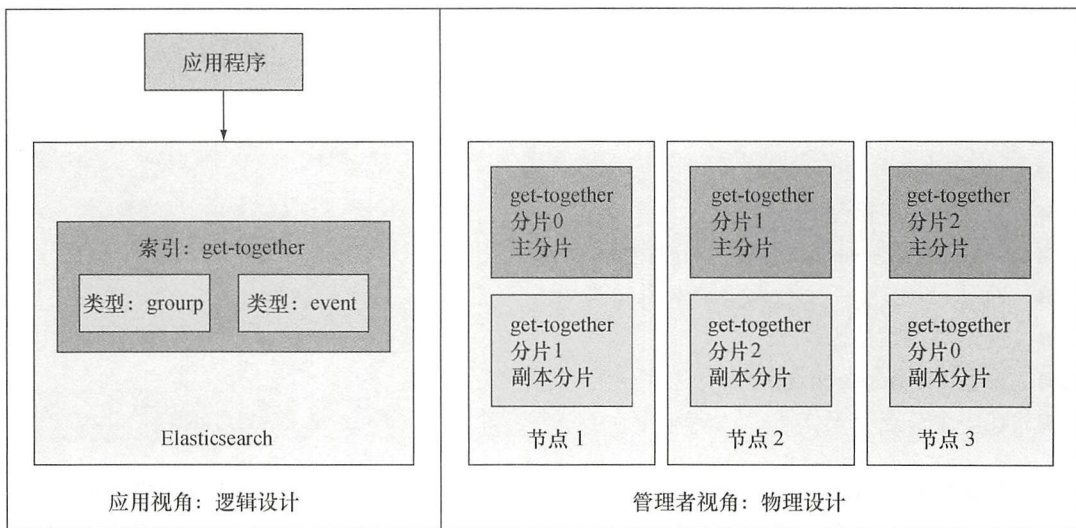 应用程序
索引：get-together
类型：grourp
类型：event
Elasticsearch
应用视角：逻辑设计
get-together
分片0
主分片
get-together
分片1
副本分片
节点 1
get-together
分片1
主分片
get-together
分片2
副本分片
节点 2
get-together
分片2
主分片
get-together
分片0
副本分片
节点 3
管理者视角：物理设计